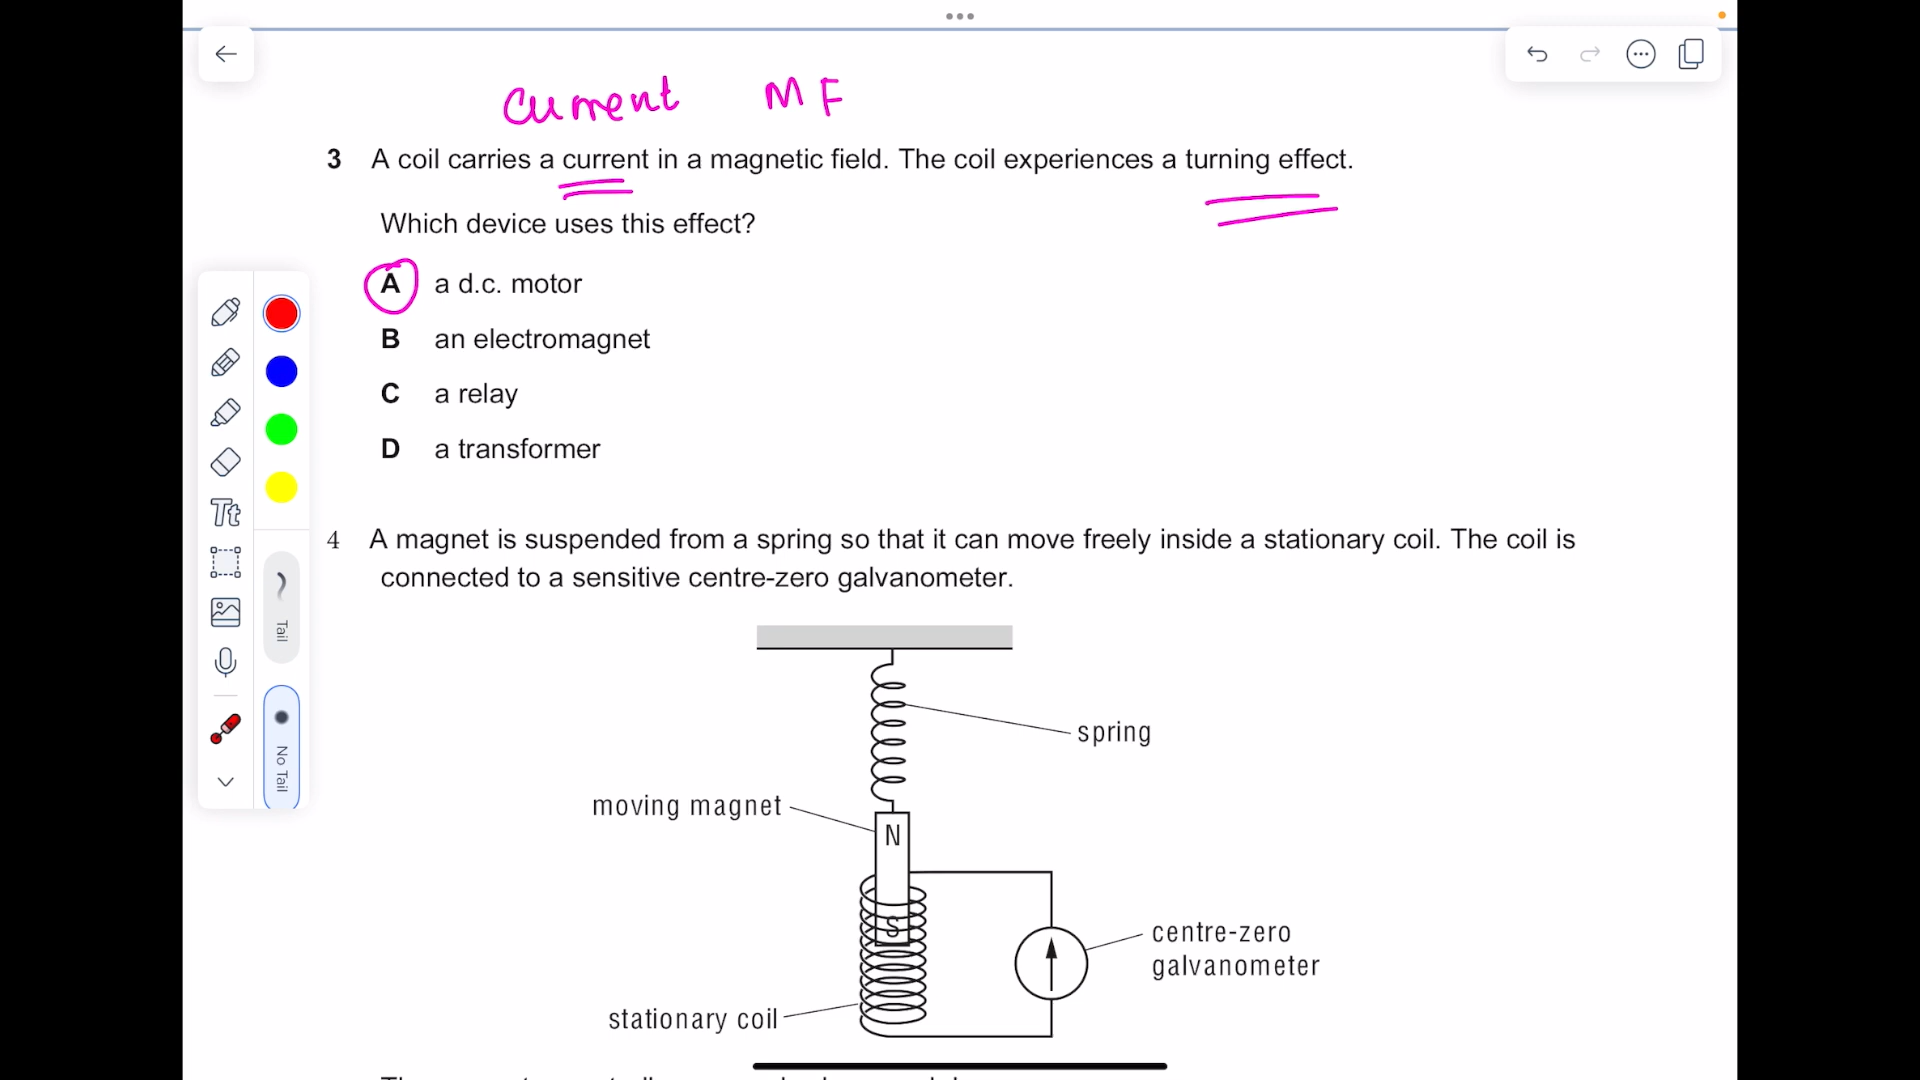 current MF
3 A coil carries a current in a magnetic field. The coil experiences a turning effect.
Which device uses this effect?
A a d.c. motor
B an electromagnet
C a relay
D a transformer
Tt
Tail
No Tail
4 A magnet is suspended from a spring so that it can move freely inside a stationary coil. The coil is
connected to a sensitive centre-zero galvanometer.
spring
moving magnet
N
S
centre-zero
galvanometer
stationary coil